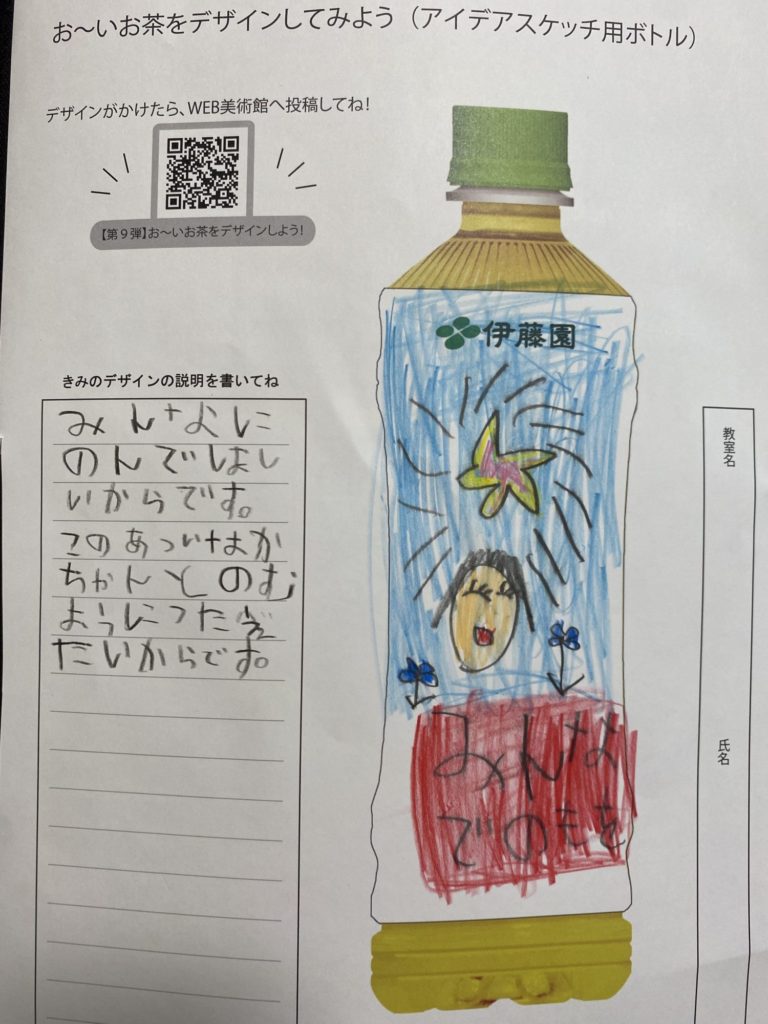 お～いお茶をデザインしてみよう（アイデアスケッチ用ボトル）
デザインがかけたら、WEB美術館へ投稿してね！
【第９弾】お～いお茶をデザインしよう！
きみのデザインの説明を書いてね
みんなに
のんでほし
いからです。
このあついなか
ちゃんとのむ
ようにつたえ
たいからです。
伊藤園
みんな
でのもを
教室名
氏名